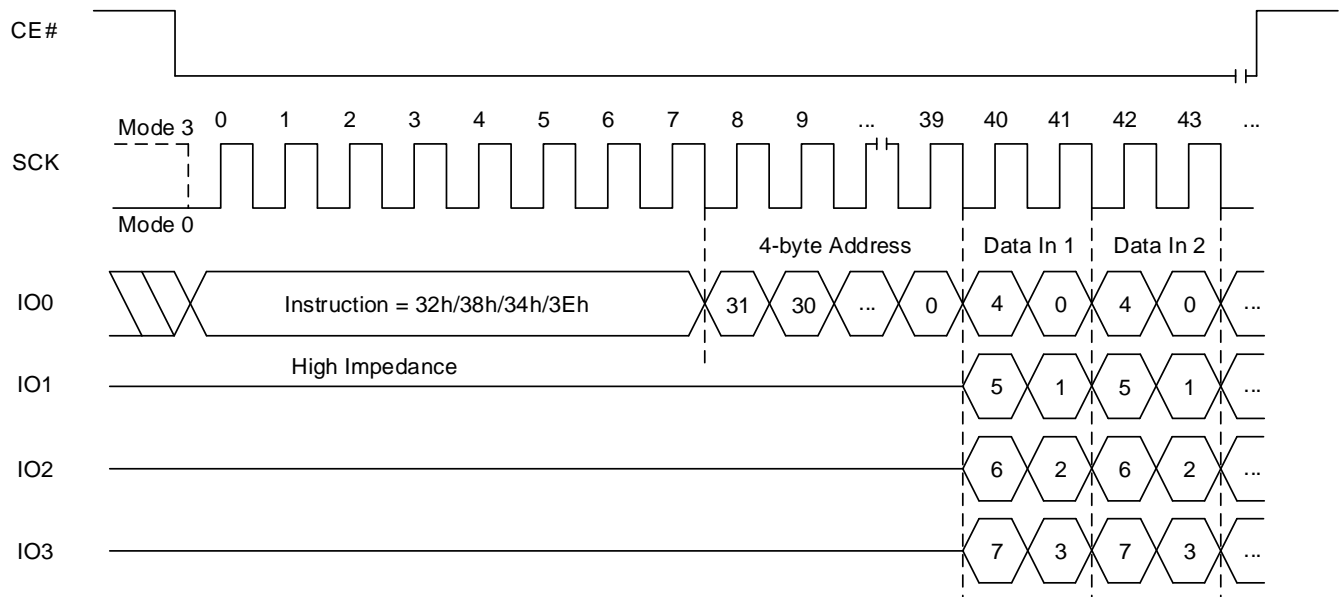 CE#
Mode 3 0 1 2 3 4 5 6 7 8 9 ... 39 40 41 42 43 ...
SCK
Mode 0
4-byte Address Data In 1 Data In 2
IO0 Instruction = 32h/38h/34h/3Eh 31 30 ... 0 4 0 4 0 ...
High Impedance
IO1 5 1 5 1 ...
IO2 6 2 6 2 ...
IO3 7 3 7 3 ...